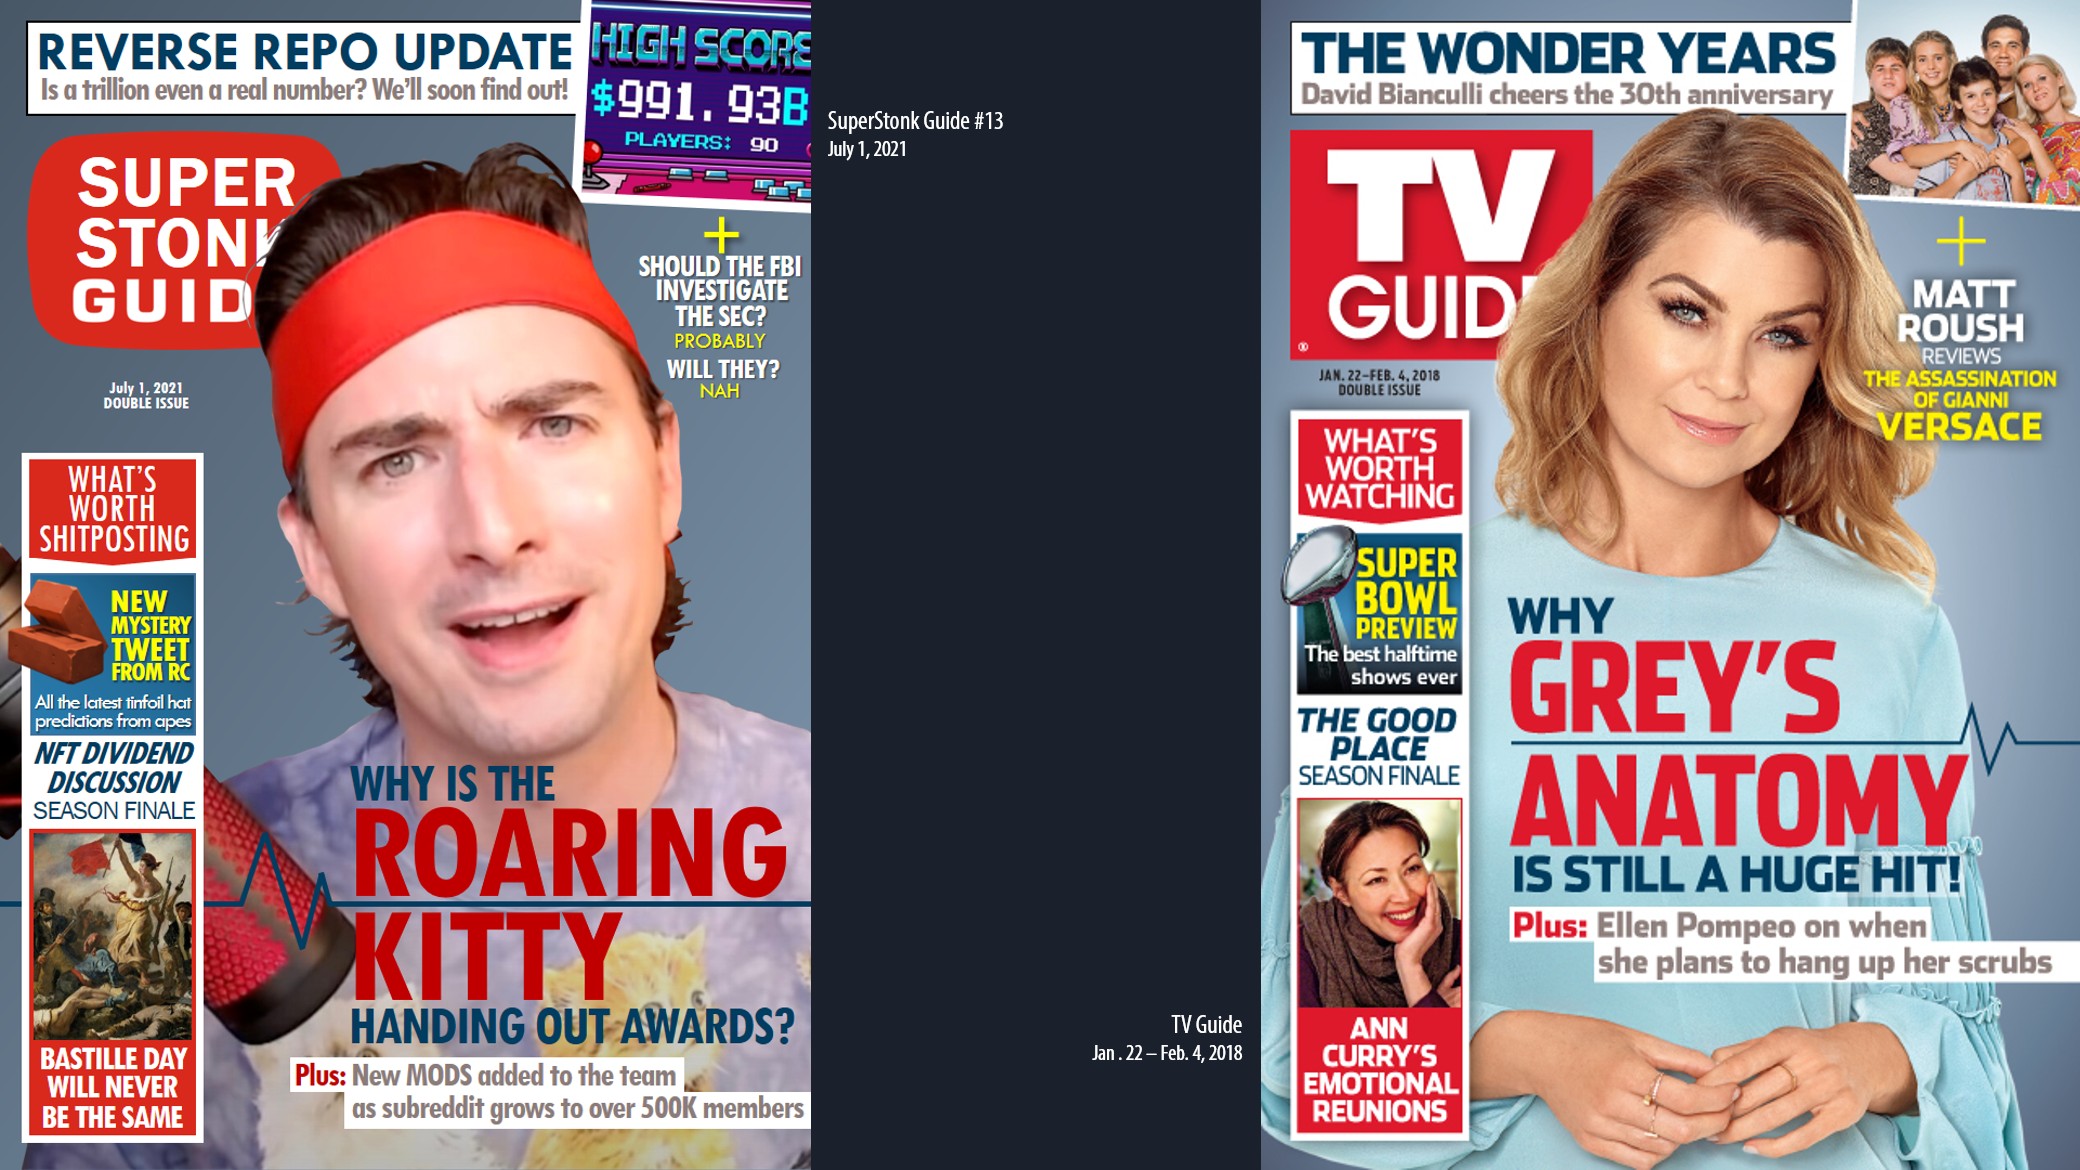 REVERSE REPO UPDATE
Is a trillion even a real number? We'll soon find out!
HIGH SCORE
$991.93B
PLAYERS: 90
SUPER
STONK
GUID
July 1, 2021
DOUBLE ISSUE
+
SHOULD THE FBI
INVESTIGATE
THE SEC?
PROBABLY
WILL THEY?
NAH
WHAT'S
WORTH
SHITPOSTING
NEW
MYSTERY
TWEET
FROM RC
All the latest tinfoil hat
predictions from apes
NFT DIVIDEND
DISCUSSION
SEASON FINALE
BASTILLE DAY
WILL NEVER
BE THE SAME
WHY IS THE
ROARING
KITTY
HANDING OUT AWARDS?
Plus: New MODS added to the team
as subreddit grows to over 500K members
SuperStonk Guide #13
July 1, 2021
TV Guide
Jan . 22 – Feb. 4, 2018
THE WONDER YEARS
David Bianculli cheers the 30th anniversary
TV
GUID
®
JAN. 22–FEB. 4, 2018
DOUBLE ISSUE
+
MATT
ROUSH
REVIEWS
THE ASSASSINATION
OF GIANNI
VERSACE
WHAT'S
WORTH
WATCHING
SUPER
BOWL
PREVIEW
The best halftime
shows ever
THE GOOD
PLACE
SEASON FINALE
ANN
CURRY'S
EMOTIONAL
REUNIONS
WHY
GREY'S
ANATOMY
IS STILL A HUGE HIT!
Plus: Ellen Pompeo on when
she plans to hang up her scrubs